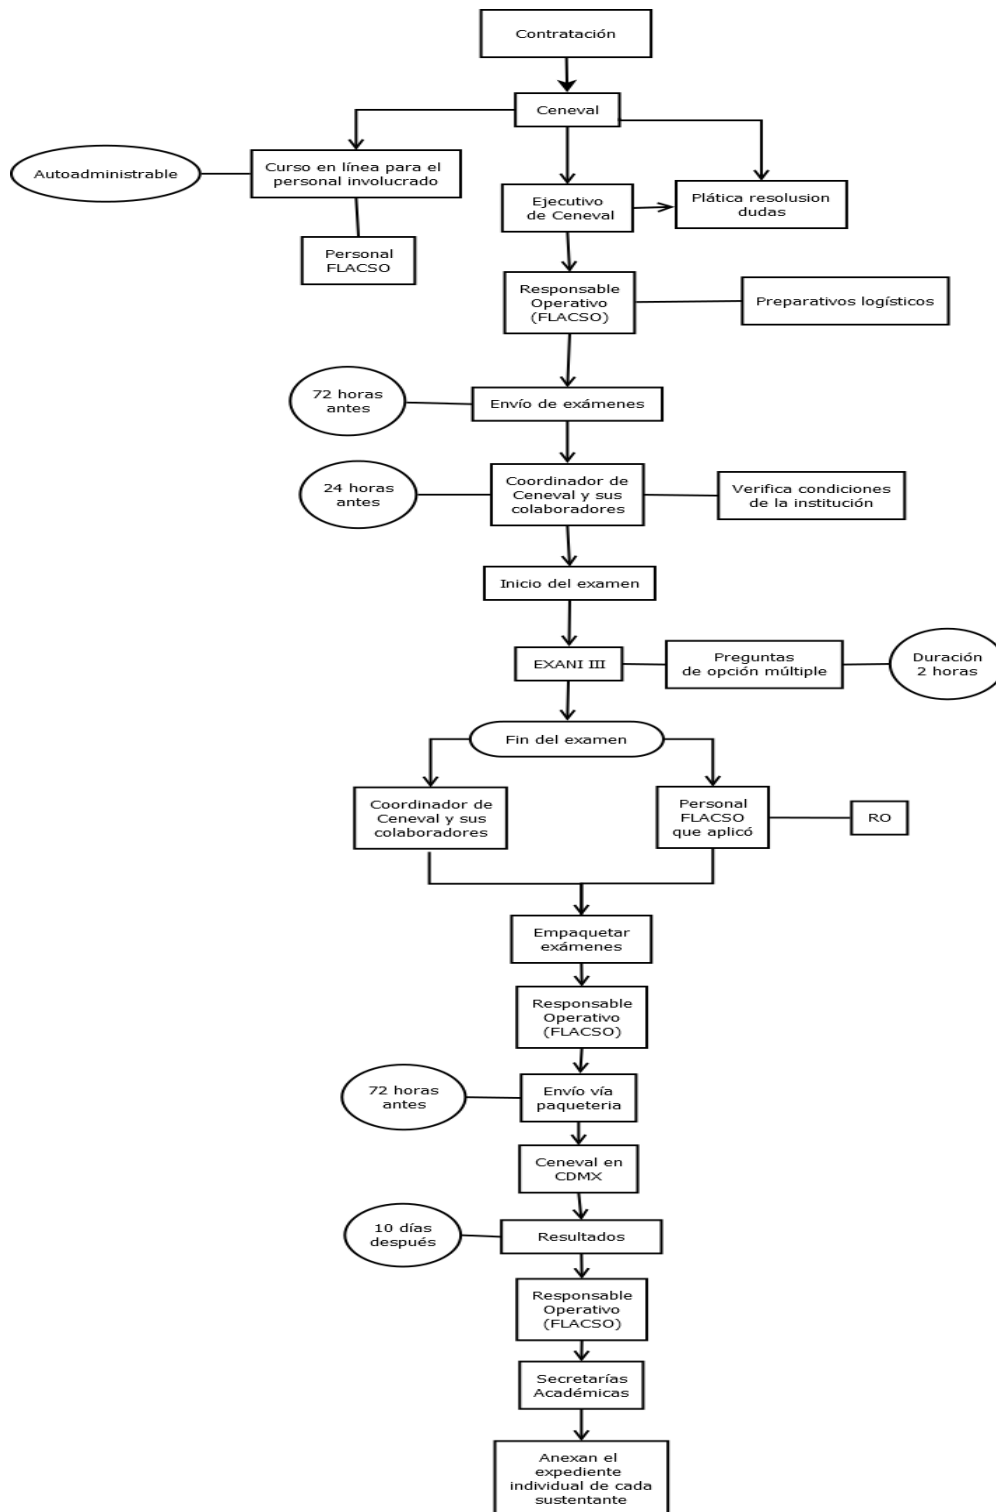 Contratación
Ceneval
Autoadministrable
Curso en línea para el
personal involucrado
Ejecutivo
de Ceneval
Plática resolusion
dudas
Personal
FLACSO
Responsable
Operativo
(FLACSO)
Preparativos logísticos
72 horas
antes
Envío de exámenes
24 horas
antes
Coordinador de
Ceneval y sus
colaboradores
Verifica condiciones
de la institución
Inicio del examen
EXANI III
Preguntas
de opción múltiple
Duración
2 horas
Fin del examen
Coordinador de
Ceneval y sus
colaboradores
Personal
FLACSO
que aplicó
RO
Empaquetar
exámenes
Responsable
Operativo
(FLACSO)
72 horas
antes
Envío vía
paqueteria
Ceneval en
CDMX
10 días
después
Resultados
Responsable
Operativo
(FLACSO)
Secretarías
Académicas
Anexan el
expediente
individual de cada
sustentante